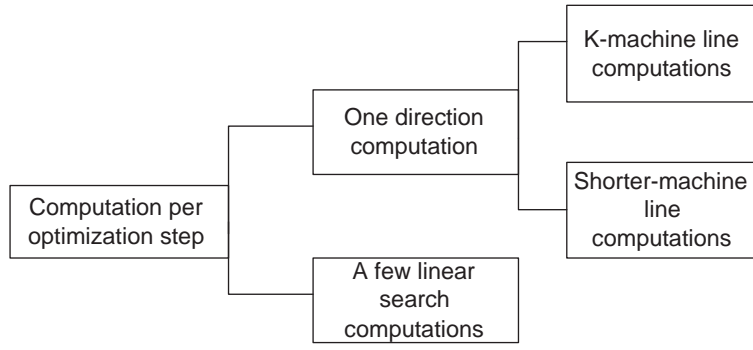 K-machine line
computations
One direction
computation
Shorter-machine
line
computations
Computation per
optimization step
A few linear
search
computations